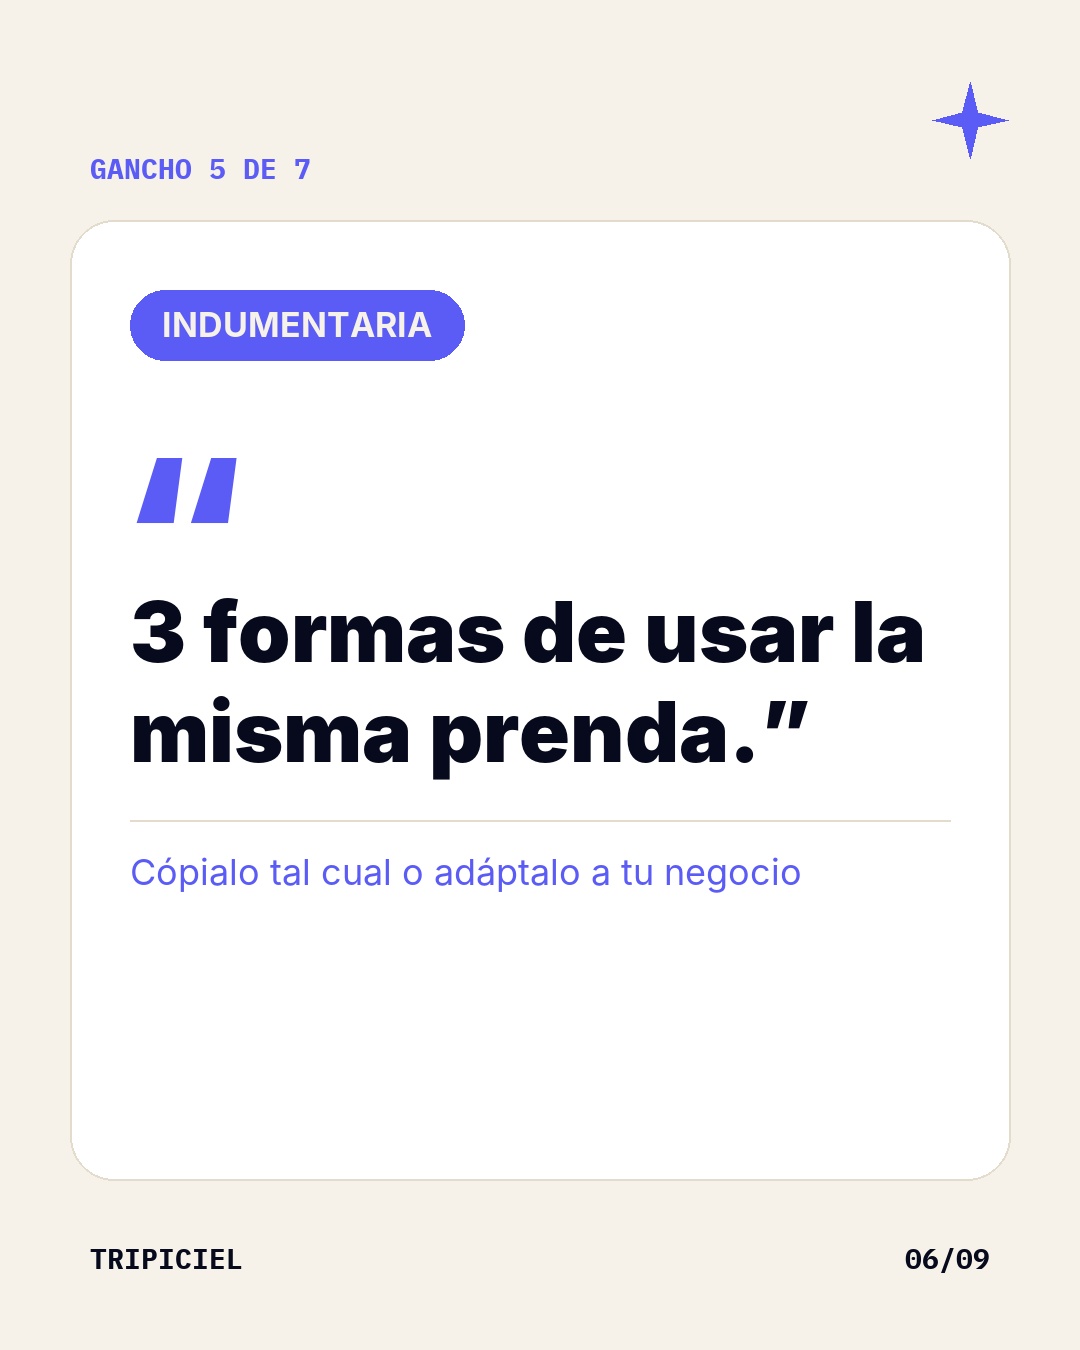 GANCHO 5 DE 7
INDUMENTARIA
“
3 formas de usar la
misma prenda.”
Cópialo tal cual o adáptalo a tu negocio
TRIPICIEL
06/09